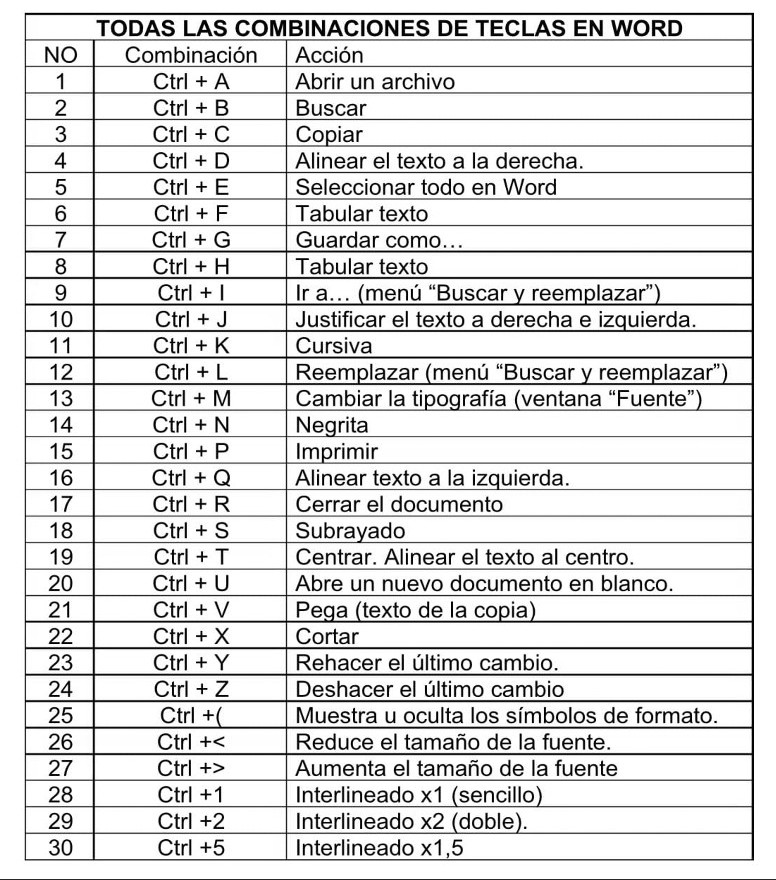 TODAS LAS COMBINACIONES DE TECLAS EN WORD
NO Combinación Acción
1 Ctrl + A Abrir un archivo
2 Ctrl + B Buscar
3 Ctrl + C Copiar
4 Ctrl + D Alinear el texto a la derecha.
5 Ctrl + E Seleccionar todo en Word
6 Ctrl + F Tabular texto
7 Ctrl + G Guardar como…
8 Ctrl + H Tabular texto
9 Ctrl + I Ir a… (menú “Buscar y reemplazar”)
10 Ctrl + J Justificar el texto a derecha e izquierda.
11 Ctrl + K Cursiva
12 Ctrl + L Reemplazar (menú “Buscar y reemplazar”)
13 Ctrl + M Cambiar la tipografía (ventana “Fuente”)
14 Ctrl + N Negrita
15 Ctrl + P Imprimir
16 Ctrl + Q Alinear texto a la izquierda.
17 Ctrl + R Cerrar el documento
18 Ctrl + S Subrayado
19 Ctrl + T Centrar. Alinear el texto al centro.
20 Ctrl + U Abre un nuevo documento en blanco.
21 Ctrl + V Pega (texto de la copia)
22 Ctrl + X Cortar
23 Ctrl + Y Rehacer el último cambio.
24 Ctrl + Z Deshacer el último cambio
25 Ctrl +( Muestra u oculta los símbolos de formato.
26 Ctrl +< Reduce el tamaño de la fuente.
27 Ctrl +> Aumenta el tamaño de la fuente
28 Ctrl +1 Interlineado x1 (sencillo)
29 Ctrl +2 Interlineado x2 (doble).
30 Ctrl +5 Interlineado x1,5